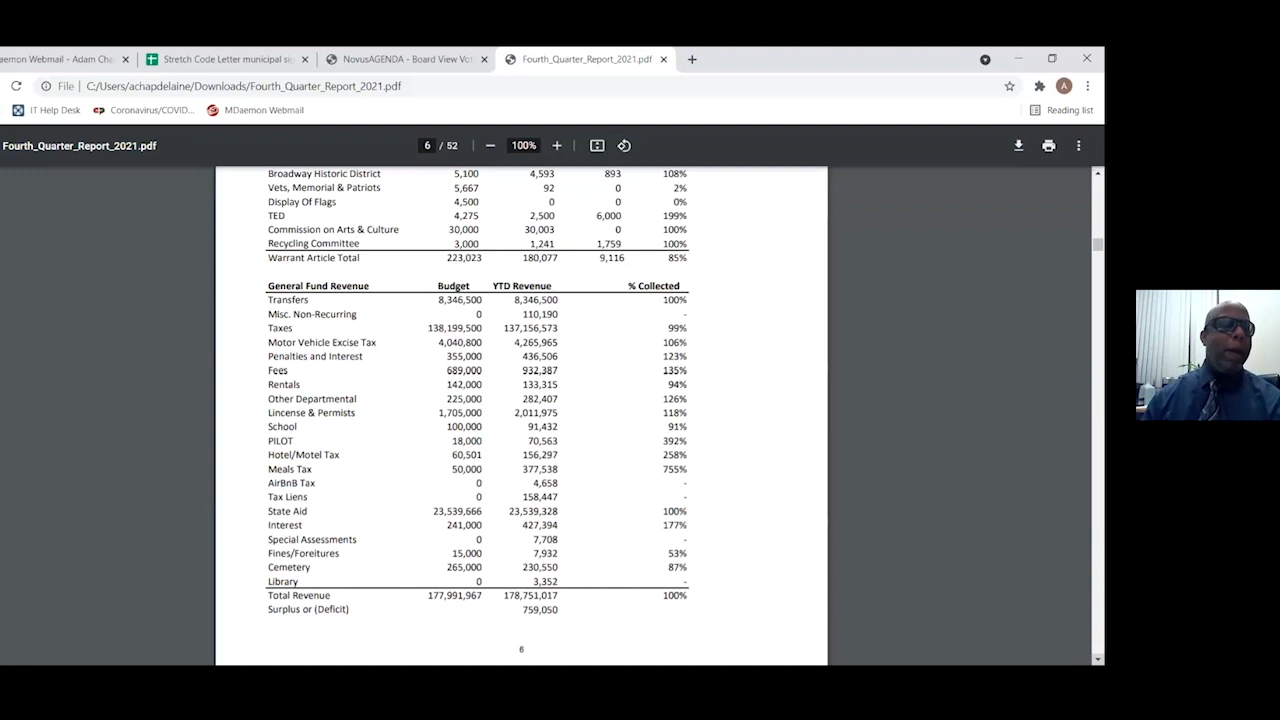 aemon Webmail - Adam Cha
Stretch Code Letter municipal sig
NovusAGENDA - Board View Vot
Fourth_Quarter_Report_2021.pdf
File | C:/Users/achapdelaine/Downloads/Fourth_Quarter_Report_2021.pdf
A
IT Help Desk
Coronavirus/COVID...
MDaemon Webmail
Reading list
Fourth_Quarter_Report_2021.pdf
6 / 52
100%
Broadway Historic District 5,100 4,593 893 108%
Vets, Memorial & Patriots 5,667 92 0 2%
Display Of Flags 4,500 0 0 0%
TED 4,275 2,500 6,000 199%
Commission on Arts & Culture 30,000 30,003 0 100%
Recycling Committee 3,000 1,241 1,759 100%
Warrant Article Total 223,023 180,077 9,116 85%
General Fund Revenue Budget YTD Revenue % Collected
Transfers 8,346,500 8,346,500 100%
Misc. Non-Recurring 0 110,190 -
Taxes 138,199,500 137,156,573 99%
Motor Vehicle Excise Tax 4,040,800 4,265,965 106%
Penalties and Interest 355,000 436,506 123%
Fees 689,000 932,387 135%
Rentals 142,000 133,315 94%
Other Departmental 225,000 282,407 126%
Lincense & Permists 1,705,000 2,011,975 118%
School 100,000 91,432 91%
PILOT 18,000 70,563 392%
Hotel/Motel Tax 60,501 156,297 258%
Meals Tax 50,000 377,538 755%
AirBnB Tax 0 4,658 -
Tax Liens 0 158,447 -
State Aid 23,539,666 23,539,328 100%
Interest 241,000 427,394 177%
Special Assessments 0 7,708 -
Fines/Foreitures 15,000 7,932 53%
Cemetery 265,000 230,550 87%
Library 0 3,352 -
Total Revenue 177,991,967 178,751,017 100%
Surplus or (Deficit) 759,050
6